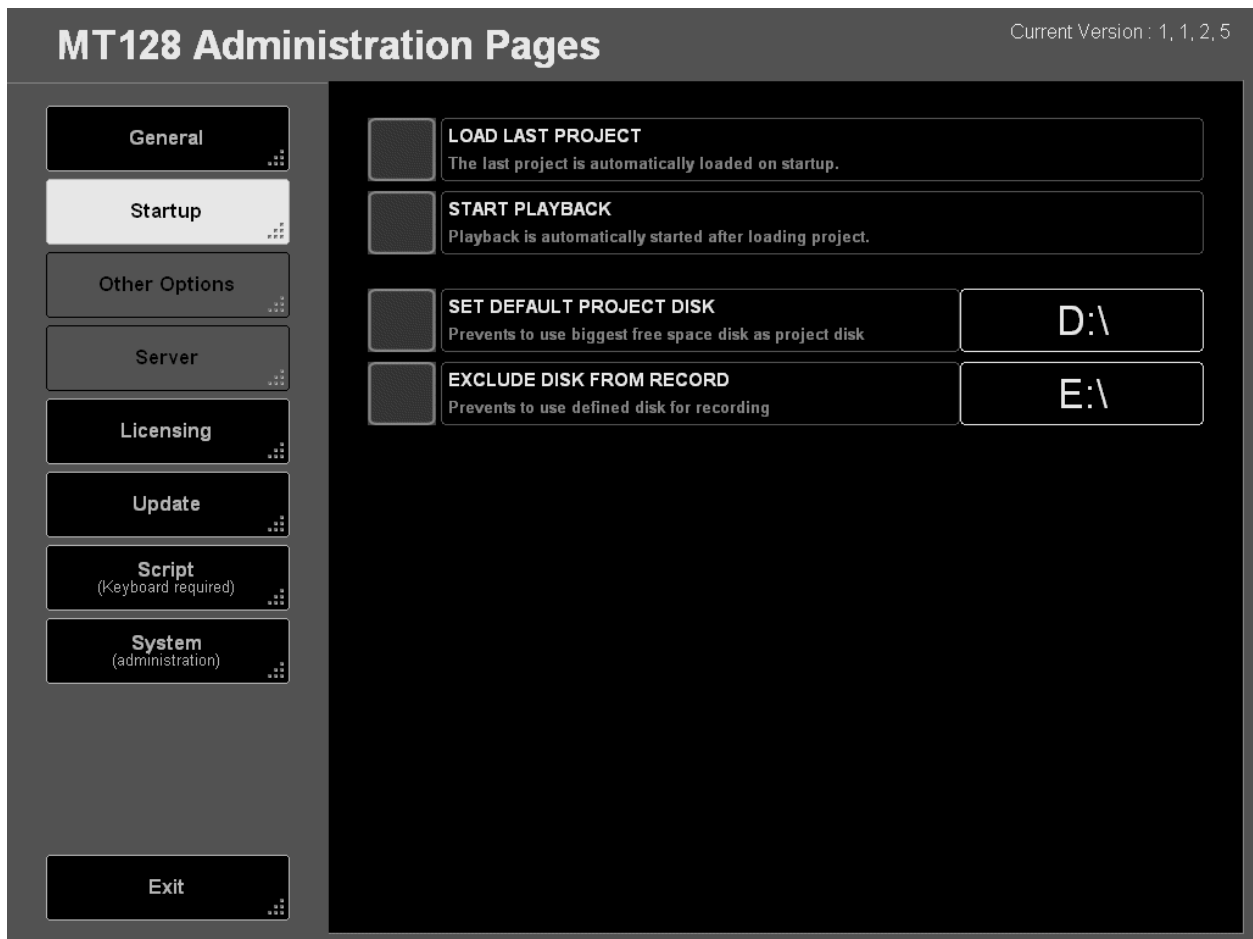 MT128 Administration Pages
Current Version : 1, 1, 2, 5
General
Startup
Other Options
Server
Licensing
Update
Script
(Keyboard required)
System
(administration)
Exit
LOAD LAST PROJECT
The last project is automatically loaded on startup.
START PLAYBACK
Playback is automatically started after loading project.
SET DEFAULT PROJECT DISK
Prevents to use biggest free space disk as project disk
D:\
EXCLUDE DISK FROM RECORD
Prevents to use defined disk for recording
E:\